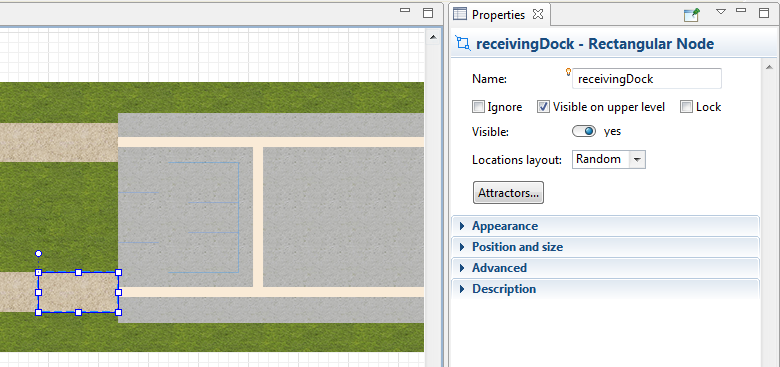 Properties
receivingDock - Rectangular Node
Name: receivingDock
Ignore Visible on upper level Lock
Visible: yes
Locations layout: Random
Attractors...
Appearance
Position and size
Advanced
Description